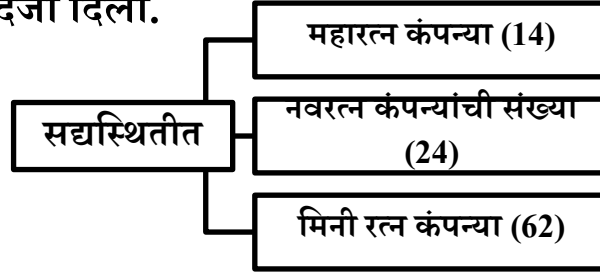 दर्जा दिला.
महारत्न कंपन्या (14)
सद्यस्थितीत
नवरत्न कंपन्यांची संख्या
(24)
मिनी रत्न कंपन्या (62)